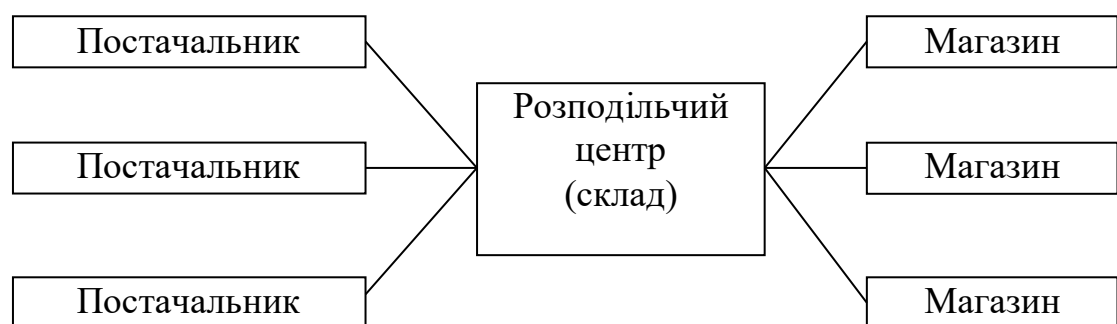 Постачальник
Постачальник
Постачальник
Розподільчий
центр
(склад)
Магазин
Магазин
Магазин